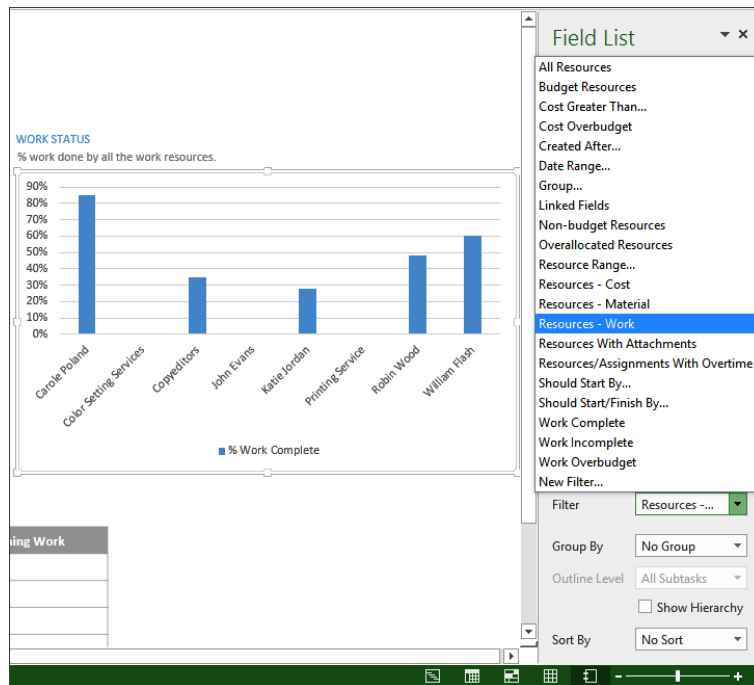 Field List
All Resources
Budget Resources
Cost Greater Than...
Cost Overbudget
Created After...
Date Range...
Group...
Linked Fields
Non-budget Resources
Overallocated Resources
Resource Range...
Resources - Cost
Resources - Material
Resources - Work
Resources With Attachments
Resources/Assignments With Overtime
Should Start By...
Should Start/Finish By...
Work Complete
Work Incomplete
Work Overbudget
New Filter...
Filter Resources -...
Group By No Group
Outline Level All Subtasks
Show Hierarchy
Sort By No Sort
WORK STATUS
% work done by all the work resources.
90%
80%
70%
60%
50%
40%
30%
20%
10%
0%
Carole Poland
Color Setting Services
Copyeditors
John Evans
Katie Jordan
Printing Service
Robin Wood
William Flash
% Work Complete
Work